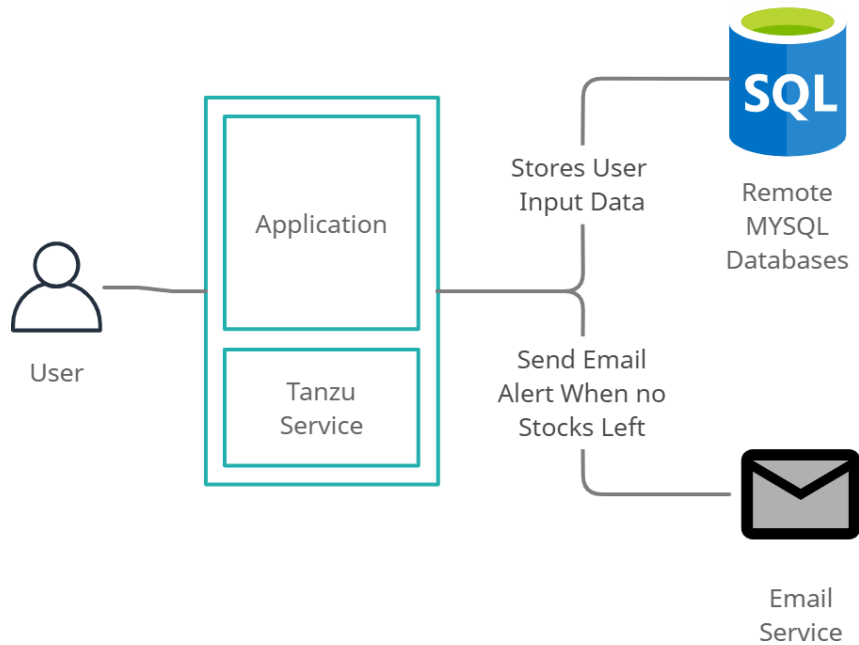 SQL
Stores User
Input Data
Remote
MYSQL
Databases
Application
User
Tanzu
Service
Send Email
Alert When no
Stocks Left
Email
Service